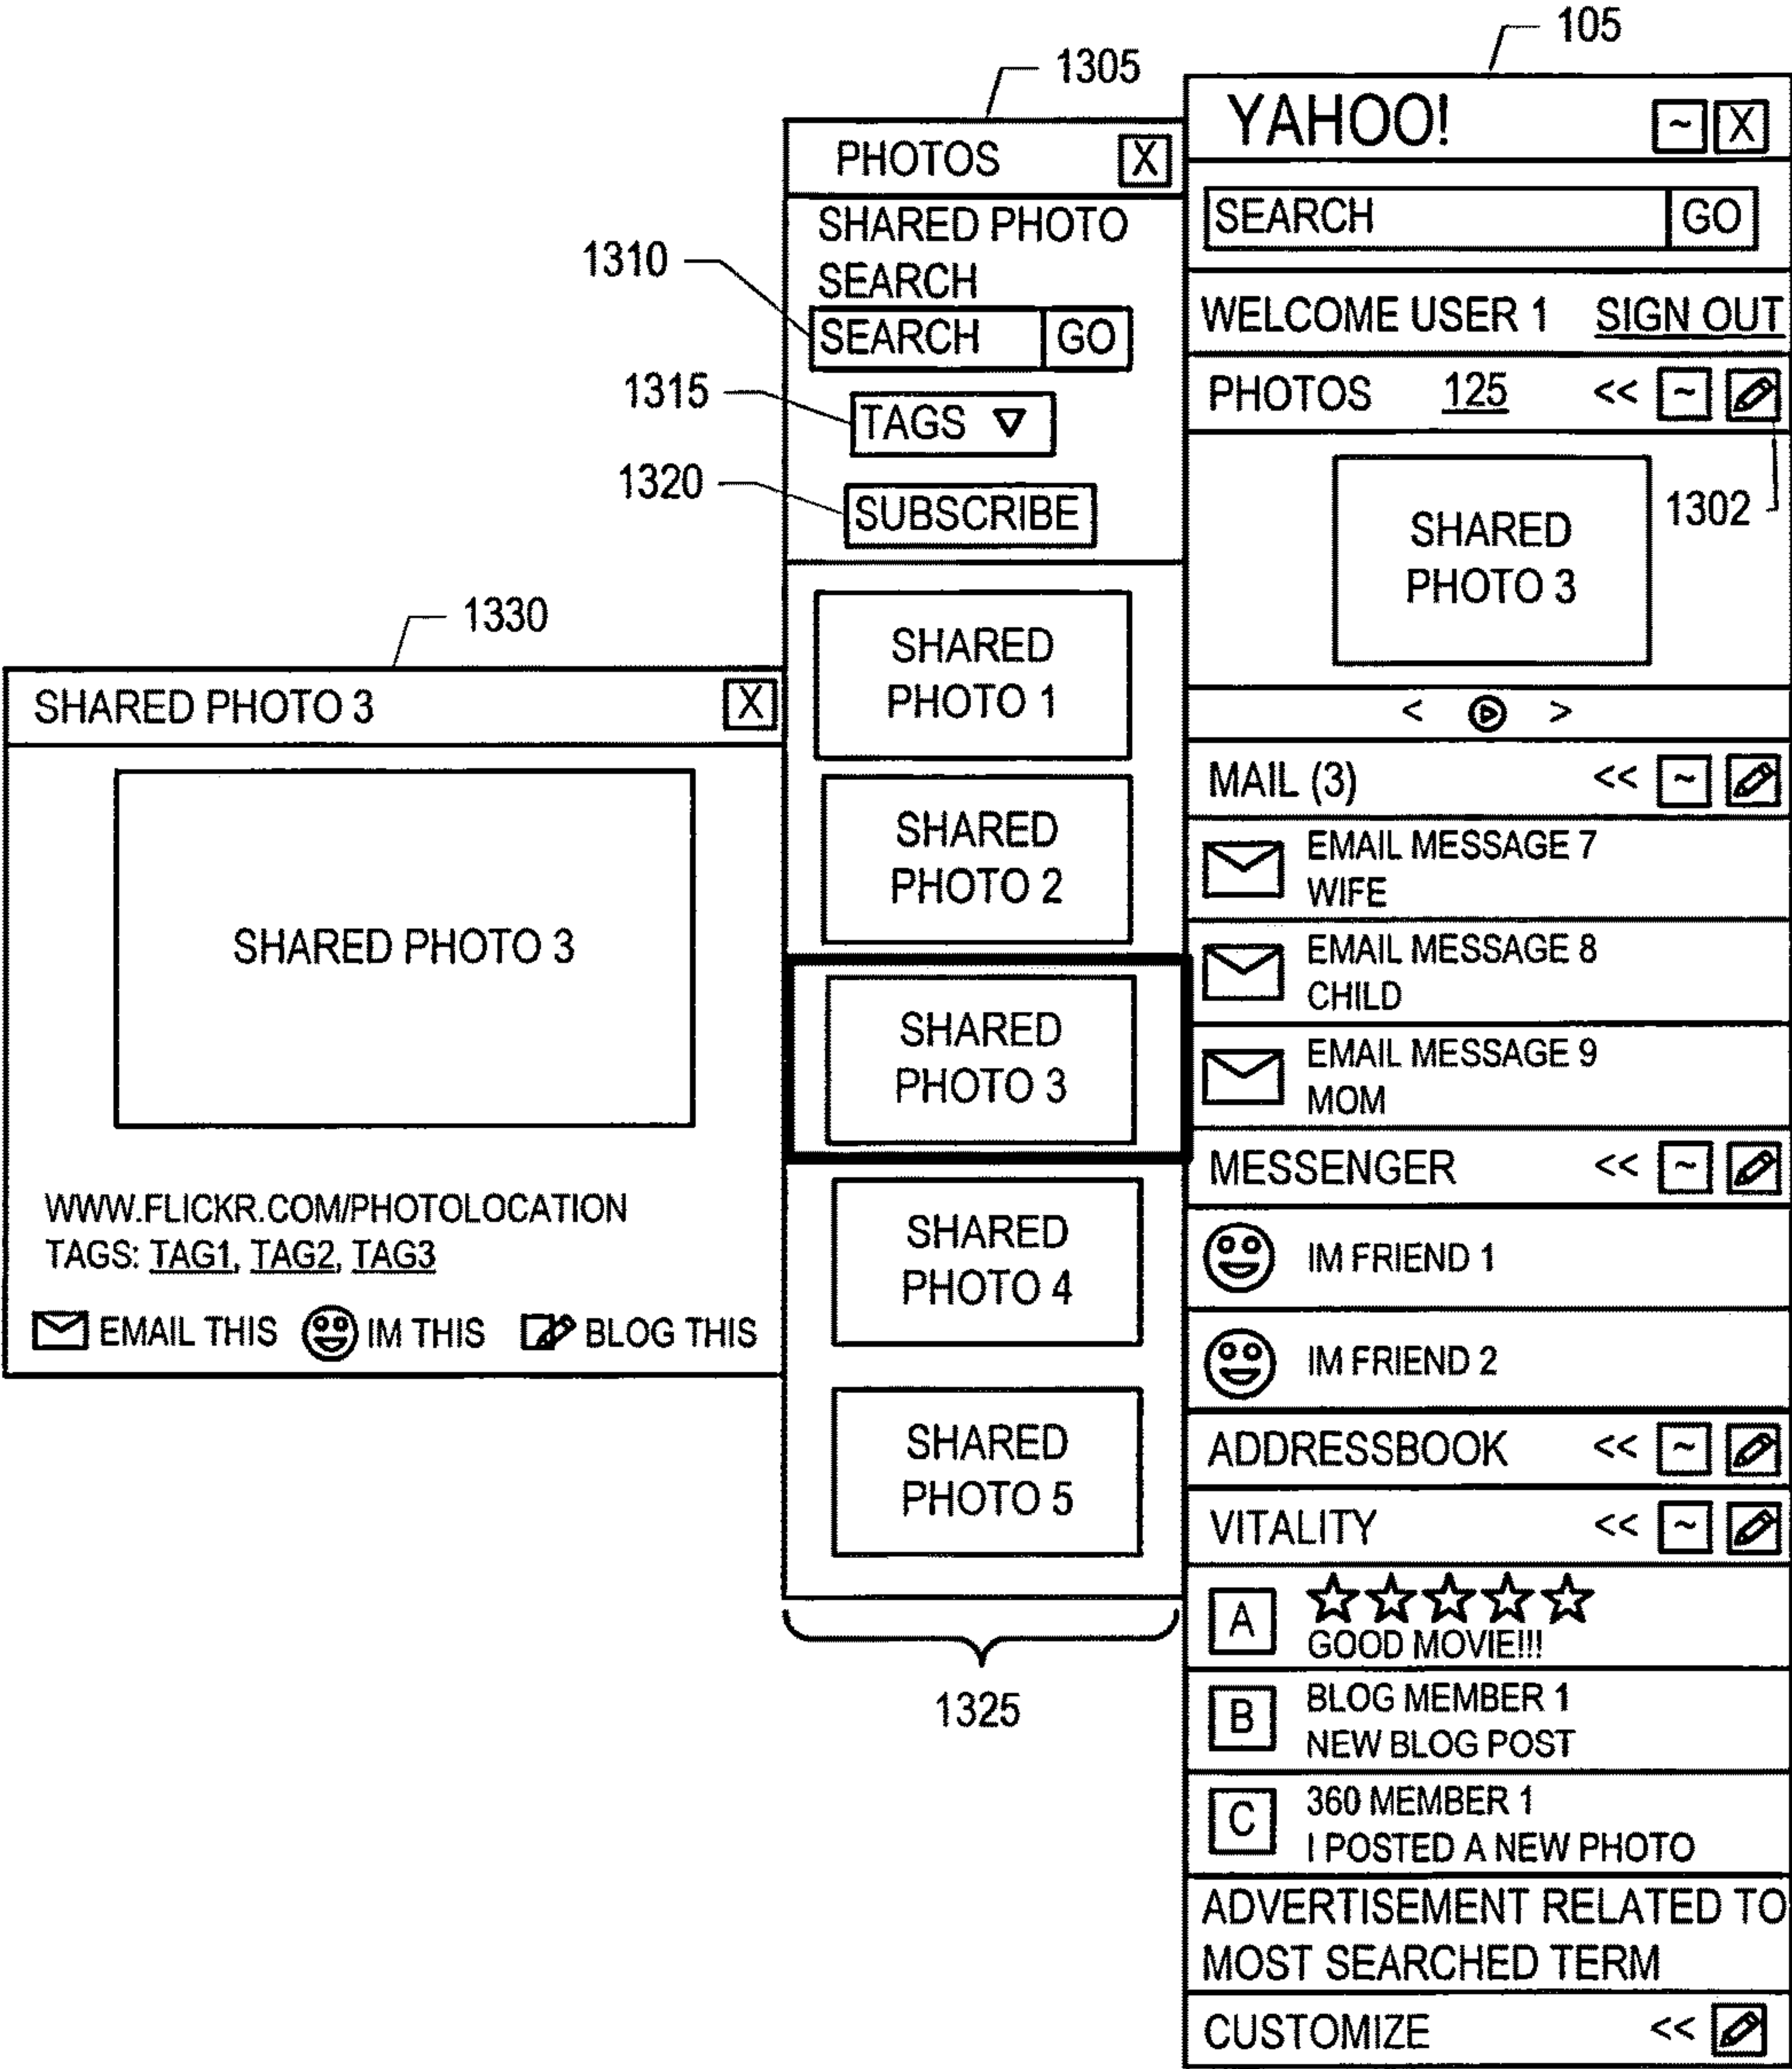 105
YAHOO! ~ X
SEARCH GO
WELCOME USER 1 SIGN OUT
PHOTOS 125 << ~
1302
SHARED
PHOTO 3
< >
MAIL (3) << ~
EMAIL MESSAGE 7
WIFE
EMAIL MESSAGE 8
CHILD
EMAIL MESSAGE 9
MOM
MESSENGER << ~
IM FRIEND 1
IM FRIEND 2
ADDRESSBOOK << ~
VITALITY << ~
A
GOOD MOVIE!!!
B BLOG MEMBER 1
NEW BLOG POST
C 360 MEMBER 1
I POSTED A NEW PHOTO
ADVERTISEMENT RELATED TO
MOST SEARCHED TERM
CUSTOMIZE <<
1305
PHOTOS X
SHARED PHOTO
SEARCH
1310
SEARCH GO
1315
TAGS
1320
SUBSCRIBE
SHARED
PHOTO 1
SHARED
PHOTO 2
SHARED
PHOTO 3
SHARED
PHOTO 4
SHARED
PHOTO 5
1325
1330
SHARED PHOTO 3 X
SHARED PHOTO 3
WWW.FLICKR.COM/PHOTOLOCATION
TAGS: TAG1, TAG2, TAG3
EMAIL THIS IM THIS BLOG THIS